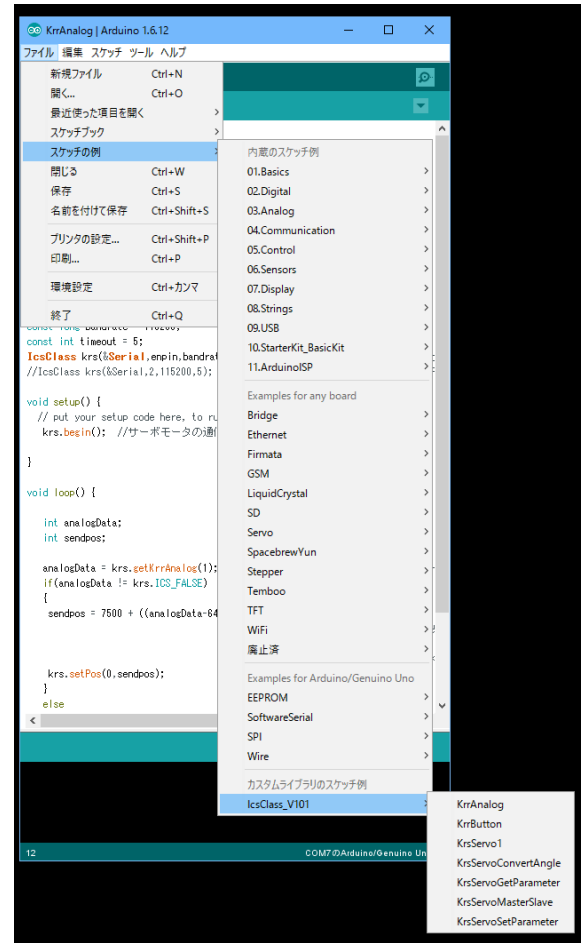 KrrAnalog | Arduino 1.6.12
ファイル 編集 スケッチ ツール ヘルプ
新規ファイル Ctrl+N
開く... Ctrl+O
最近使った項目を開く
スケッチブック
スケッチの例
閉じる Ctrl+W
保存 Ctrl+S
名前を付けて保存 Ctrl+Shift+S
プリンタの設定... Ctrl+Shift+P
印刷... Ctrl+P
環境設定 Ctrl+カンマ
終了 Ctrl+Q
内蔵のスケッチ例
01.Basics
02.Digital
03.Analog
04.Communication
05.Control
06.Sensors
07.Display
08.Strings
09.USB
10.StarterKit_BasicKit
11.ArduinoISP
Examples for any board
Bridge
Ethernet
Firmata
GSM
LiquidCrystal
SD
Servo
SpacebrewYun
Stepper
Temboo
TFT
WiFi
廃止済
Examples for Arduino/Genuino Uno
EEPROM
SoftwareSerial
SPI
Wire
カスタムライブラリのスケッチ例
IcsClass_V101
KrrAnalog
KrrButton
KrsServo1
KrsServoConvertAngle
KrsServoGetParameter
KrsServoMasterSlave
KrsServoSetParameter
const long bandrate = 115200;
const int timeout = 5;
IcsClass krs(&Serial,enpin,bandrat
//IcsClass krs(&Serial,2,115200,5);
void setup() {
// put your setup code here, to ru
krs.begin(); //サーボモータの通
}
void loop() {
int analogData;
int sendpos;
analogData = krs.getKrrAnalog(1);
if(analogData != krs.ICS_FALSE)
{
sendpos = 7500 + ((analogData-64
krs.setPos(0,sendpos);
}
else
12 COM7のArduino/Genuino Un